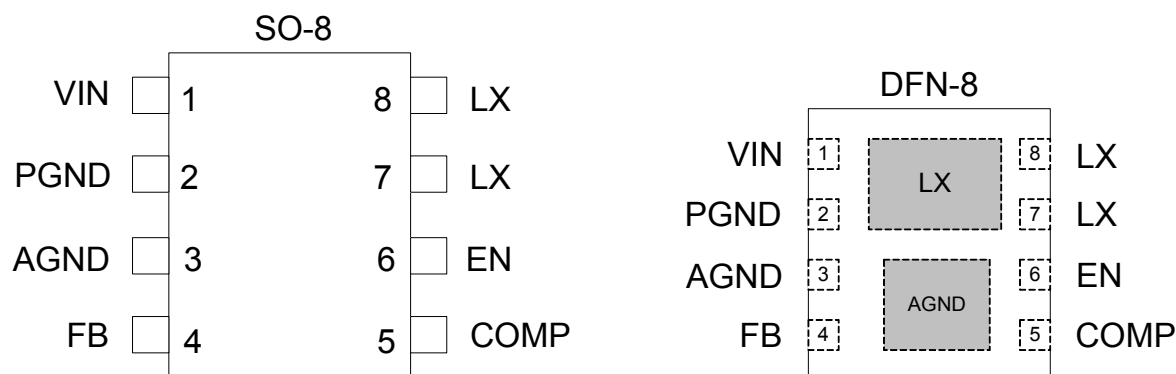 SO-8
VIN 1 8 LX
PGND 2 7 LX
AGND 3 6 EN
FB 4 5 COMP
DFN-8
VIN 1 LX 8 LX
PGND 2 7 LX
AGND 3 AGND 6 EN
FB 4 5 COMP